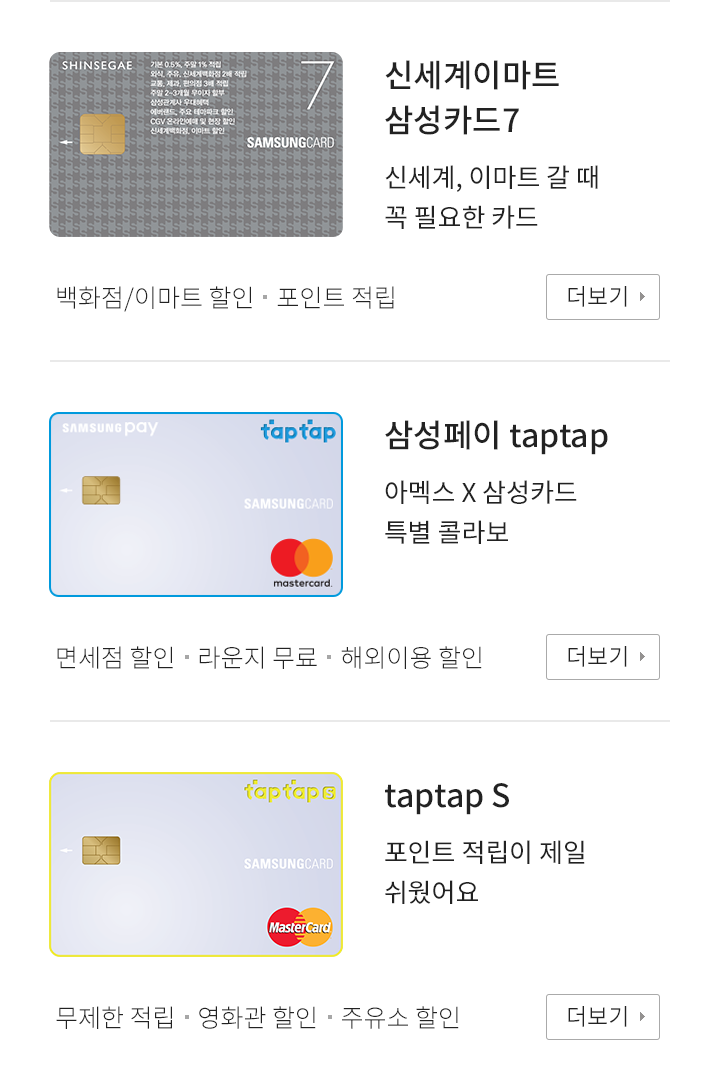 SHINSEGAE
기본 0.5%, 주말 1% 적립
외식, 주유, 신세계백화점 2배 적립
교통, 제과, 편의점 3배 적립
주말 2~3개월 무이자 할부
삼성관계사 우대혜택
에버랜드, 주요 테마파크 할인
CGV 온라인예매 및 현장 할인
신세계백화점, 이마트 할인
7
SAMSUNGCARD
신세계이마트
삼성카드7
신세계, 이마트 갈 때
꼭 필요한 카드
백화점/이마트 할인 • 포인트 적립
더보기
SAMSUNG pay
taptap
SAMSUNGCARD
mastercard.
삼성페이 taptap
아멕스 X 삼성카드
특별 콜라보
면세점 할인 • 라운지 무료 • 해외이용 할인
더보기
taptap S
SAMSUNGCARD
MasterCard
taptap S
포인트 적립이 제일
쉬웠어요
무제한 적립 • 영화관 할인 • 주유소 할인
더보기